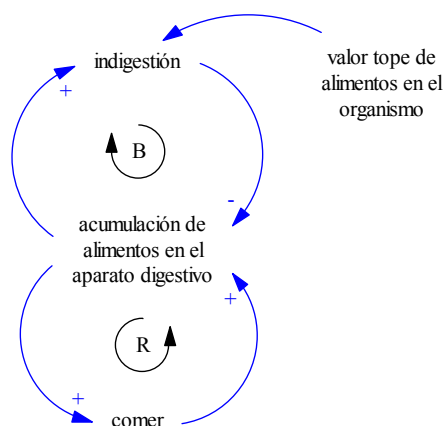 indigestión
valor tope de
alimentos en el
organismo
+
B
-
acumulación de
alimentos en el
aparato digestivo
+
R
+
comer